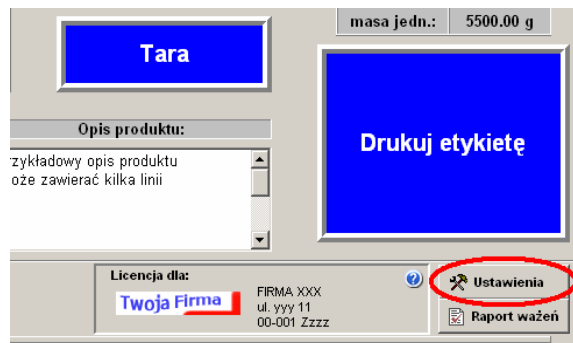 masa jedn.: 5500.00 g
Tara
Drukuj etykietę
Opis produktu:
zykładowy opis produktu
oże zawierać kilka linii
Licencja dla:
Twoja Firma
FIRMA XXX
ul. yyy 11
00-001 Zzzz
Ustawienia
Raport ważeń